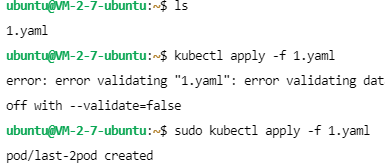 ubuntu@VM-2-7-ubuntu:~$ ls
1.yaml
ubuntu@VM-2-7-ubuntu:~$ kubectl apply -f 1.yaml
error: error validating "1.yaml": error validating dat
off with --validate=false
ubuntu@VM-2-7-ubuntu:~$ sudo kubectl apply -f 1.yaml
pod/last-2pod created